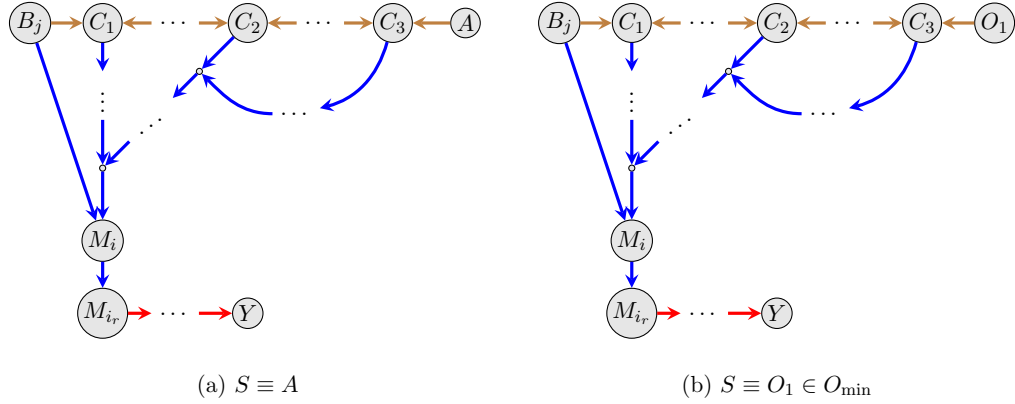 B_j C_1 ··· C_2 ··· C_3 A
B_j C_1 ··· C_2 ··· C_3 O_1
⋮ ··· ···
⋮ ··· ···
M_i
M_i
M_{i_r} ··· Y
M_{i_r} ··· Y
(a) S ≡ A
(b) S ≡ O_1 ∈ O_min